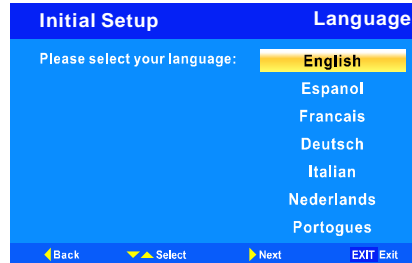 Initial Setup Language
Please select your language: English
Espanol
Francais
Deutsch
Italian
Nederlands
Portogues
Back Select Next EXIT Exit